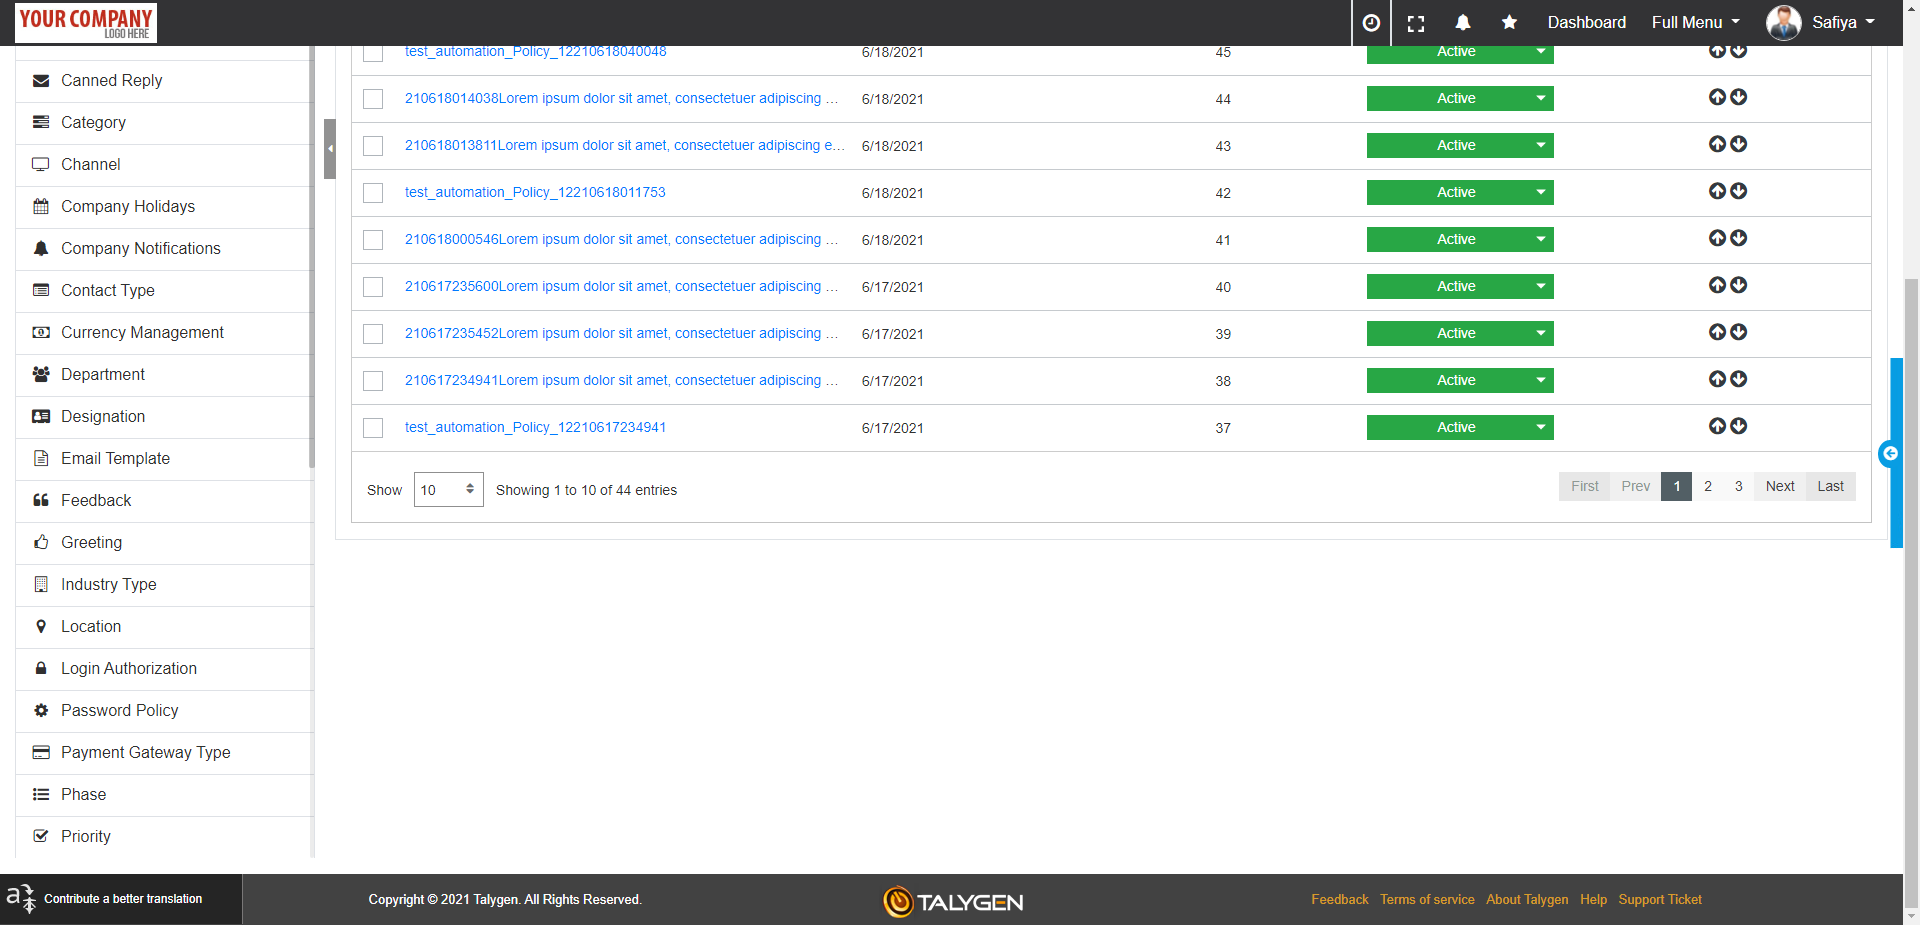 YOUR COMPANY
LOGO HERE
Dashboard
Full Menu
Safiya
Canned Reply
Category
Channel
Company Holidays
Company Notifications
Contact Type
Currency Management
Department
Designation
Email Template
Feedback
Greeting
Industry Type
Location
Login Authorization
Password Policy
Payment Gateway Type
Phase
Priority
test_automation_Policy_12210618040048 6/18/2021 45 Active
210618014038Lorem ipsum dolor sit amet, consectetuer adipiscing ... 6/18/2021 44 Active
210618013811Lorem ipsum dolor sit amet, consectetuer adipiscing e... 6/18/2021 43 Active
test_automation_Policy_12210618011753 6/18/2021 42 Active
210618000546Lorem ipsum dolor sit amet, consectetuer adipiscing ... 6/18/2021 41 Active
210617235600Lorem ipsum dolor sit amet, consectetuer adipiscing ... 6/17/2021 40 Active
210617235452Lorem ipsum dolor sit amet, consectetuer adipiscing ... 6/17/2021 39 Active
210617234941Lorem ipsum dolor sit amet, consectetuer adipiscing ... 6/17/2021 38 Active
test_automation_Policy_12210617234941 6/17/2021 37 Active
Show 10 Showing 1 to 10 of 44 entries
First Prev 1 2 3 Next Last
Contribute a better translation
Copyright © 2021 Talygen. All Rights Reserved.
TALYGEN
Feedback Terms of service About Talygen Help Support Ticket